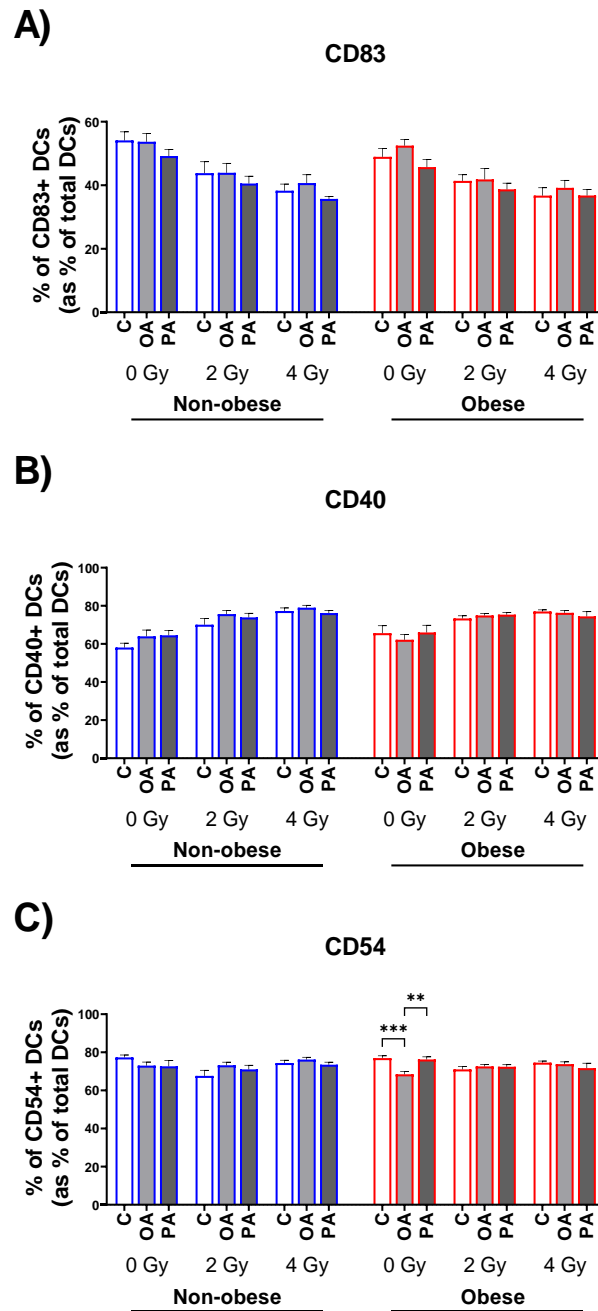 A)
CD83
% of CD83+ DCs
(as % of total DCs)
60
40
20
0
C OA PA C OA PA C OA PA C OA PA C OA PA C OA PA
0 Gy 2 Gy 4 Gy 0 Gy 2 Gy 4 Gy
Non-obese Obese
B)
CD40
% of CD40+ DCs
(as % of total DCs)
100
80
60
40
20
0
C OA PA C OA PA C OA PA C OA PA C OA PA C OA PA
0 Gy 2 Gy 4 Gy 0 Gy 2 Gy 4 Gy
Non-obese Obese
C)
CD54
% of CD54+ DCs
(as % of total DCs)
100
80
60
40
20
0
**
***
C OA PA C OA PA C OA PA C OA PA C OA PA C OA PA
0 Gy 2 Gy 4 Gy 0 Gy 2 Gy 4 Gy
Non-obese Obese